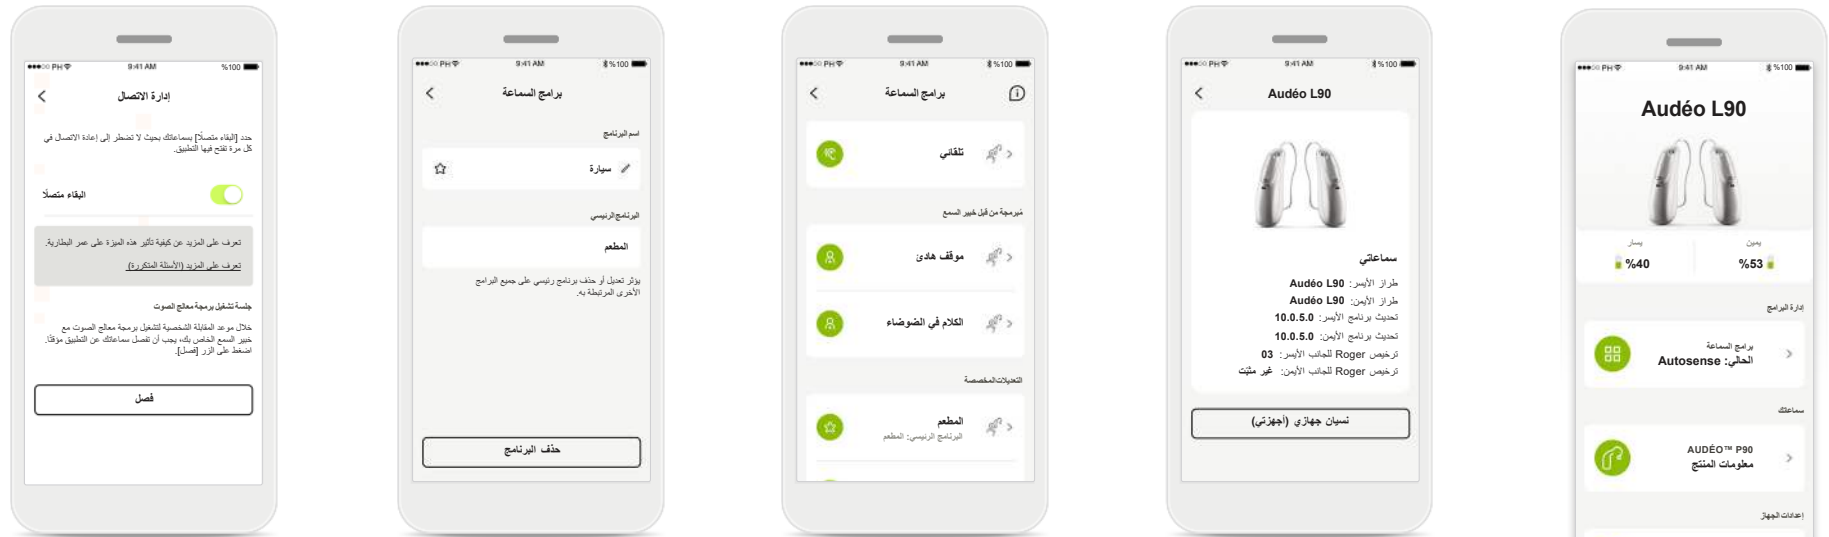 ●●●○○ PH 9:41 AM %100
إدارة الاتصال
حدد [البقاء متصلًا] بسماعاتك بحيث لا تضطر إلى إعادة الاتصال في
كل مرة تفتح فيها التطبيق.
البقاء متصلًا
تعرف على المزيد عن كيفية تأثير هذه الميزة على عمر البطارية.
تعرف على المزيد (الأسئلة المتكررة).
جلسة تشغيل برمجة معالج الصوت
خلال موعد المقابلة الشخصية لتشغيل برمجة معالج الصوت مع
خبير السمع الخاص بك، يجب أن تفصل سماعاتك عن التطبيق مؤقتًا.
اضغط على الزر [فصل].
فصل
●●●○○ PH 9:41 AM %100
برامج السماعة
اسم البرنامج
سيارة
البرنامج الرئيسي
المطعم
يؤثر تعديل أو حذف برنامج رئيسي على جميع البرامج
الأخرى المرتبطة به.
حذف البرنامج
●●●○○ PH 9:41 AM %100
برامج السماعة
تلقائي
مُبرمجة من قبل خبير السمع
موقف هادئ
الكلام في الضوضاء
التعديلات المخصصة
المطعم
البرنامج الرئيسي: المطعم
●●●○○ PH 9:41 AM %100
Audéo L90
سماعاتي
طراز الأيسر: Audéo L90
طراز الأيمن: Audéo L90
تحديث برنامج الأيسر: 10.0.5.0
تحديث برنامج الأيمن: 10.0.5.0
ترخيص Roger للجانب الأيسر: 03
ترخيص Roger للجانب الأيمن: غير مثبّت
نسيان جهازي (أجهزتي)
●●●○○ PH 9:41 AM %100
Audéo L90
يمين
يسار
%53
%40
إدارة البرامج
برامج السماعة
الحالي: Autosense
سماعاتك
AUDÉO™ P90
معلومات المنتج
إعدادات الجهاز